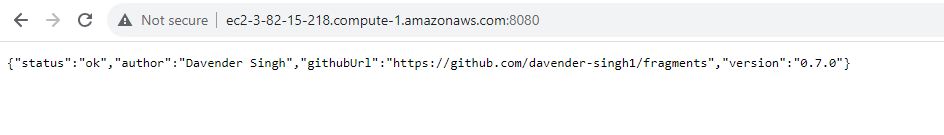 Not secure | ec2-3-82-15-218.compute-1.amazonaws.com:8080
{"status":"ok","author":"Davender Singh","githubUrl":"https://github.com/davender-singh1/fragments","version":"0.7.0"}